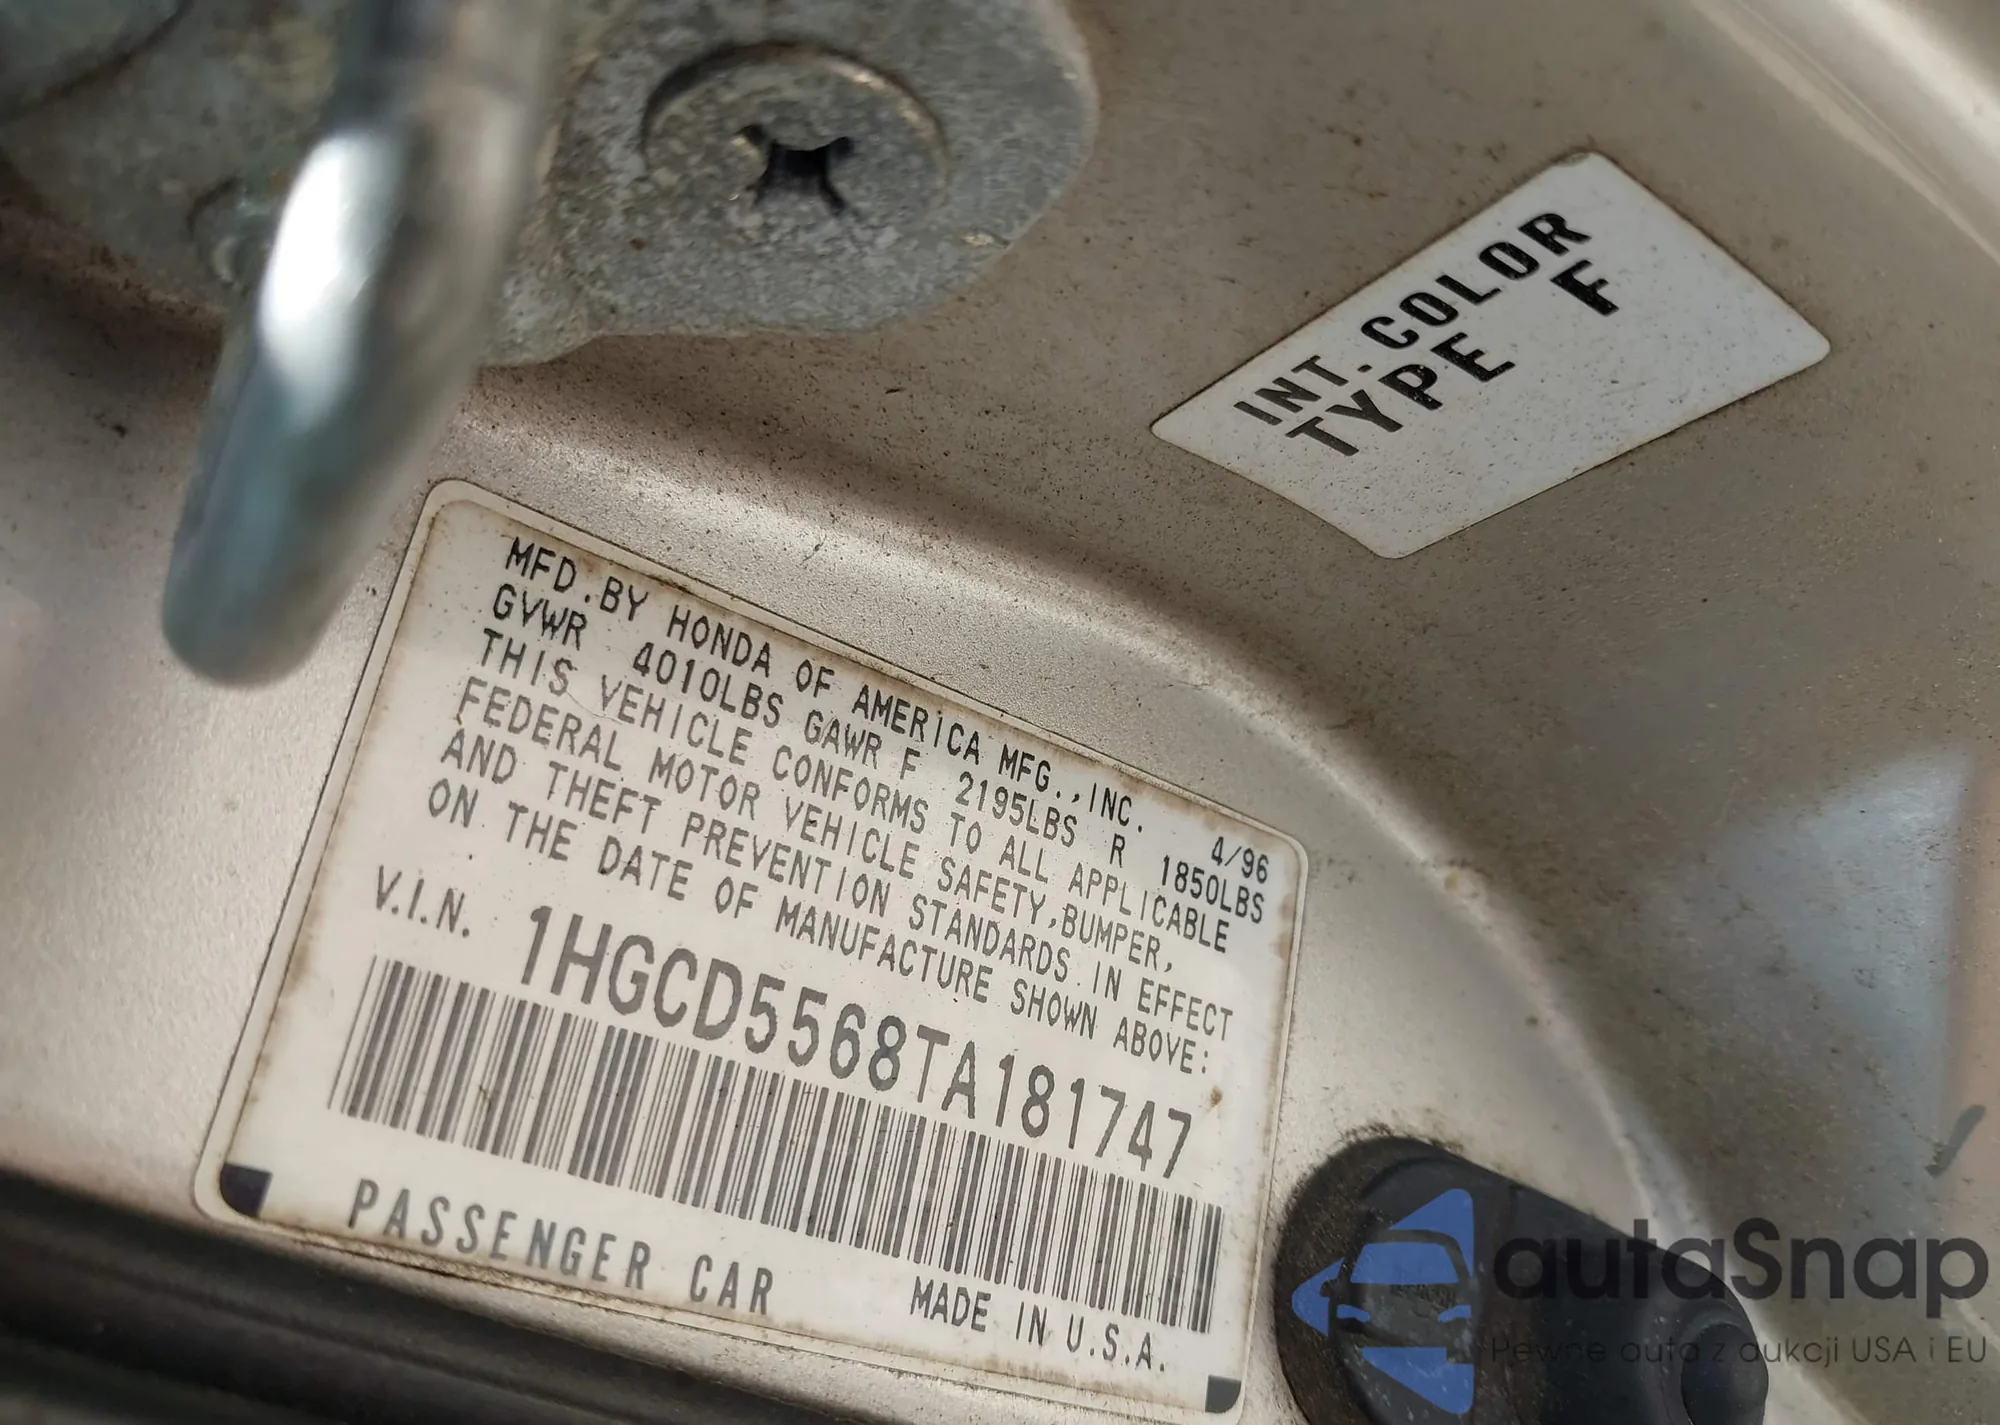 INT. COLOR
TYPE F
MFD.BY HONDA OF AMERICA MFG.,INC. 4/96
GVWR 4010LBS GAWR F 2195LBS R 1850LBS
THIS VEHICLE CONFORMS TO ALL APPLICABLE
FEDERAL MOTOR VEHICLE SAFETY,BUMPER,
AND THEFT PREVENTION STANDARDS IN EFFECT
ON THE DATE OF MANUFACTURE SHOWN ABOVE:
V.I.N. 1HGCD5568TA181747
PASSENGER CAR MADE IN U.S.A.
autaSnap
Pewne auta z aukcji USA i EU